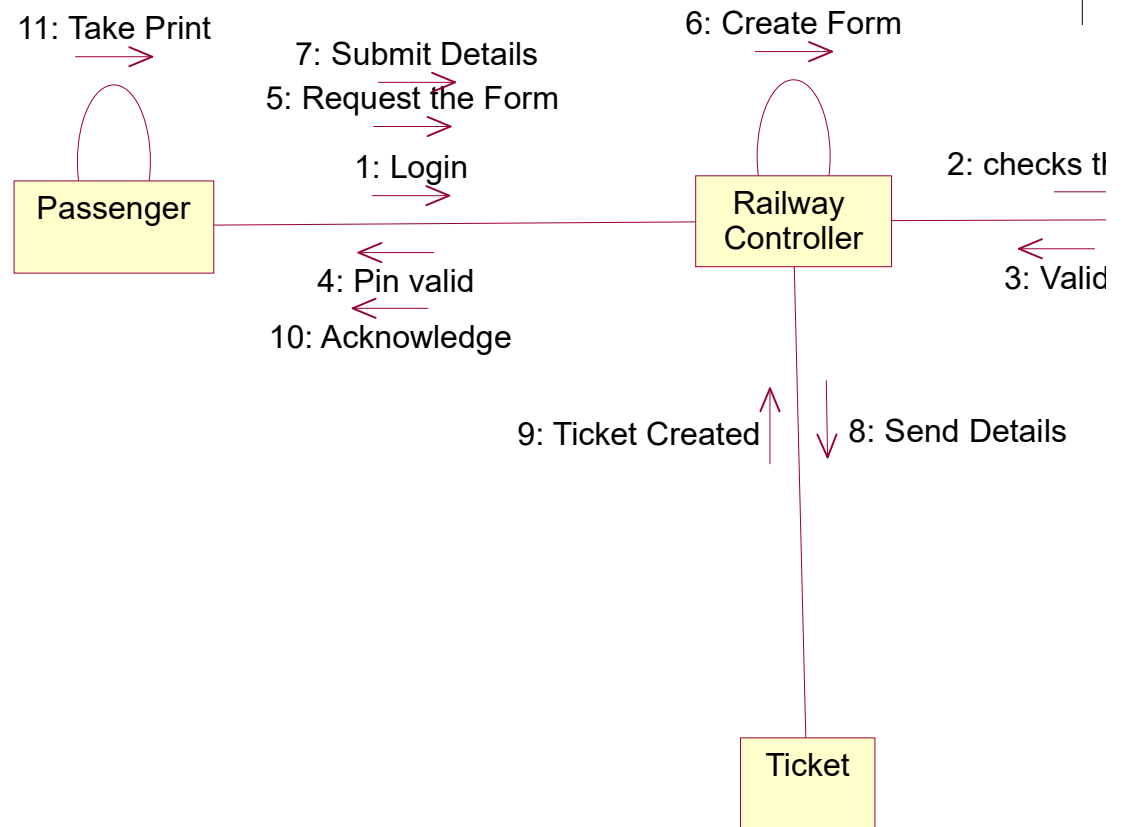 11: Take Print
6: Create Form
7: Submit Details
5: Request the Form
1: Login
2: checks
Passenger
Railway
Controller
4: Pin valid
3: Valid
10: Acknowledge
9: Ticket Created
8: Send Details
Ticket